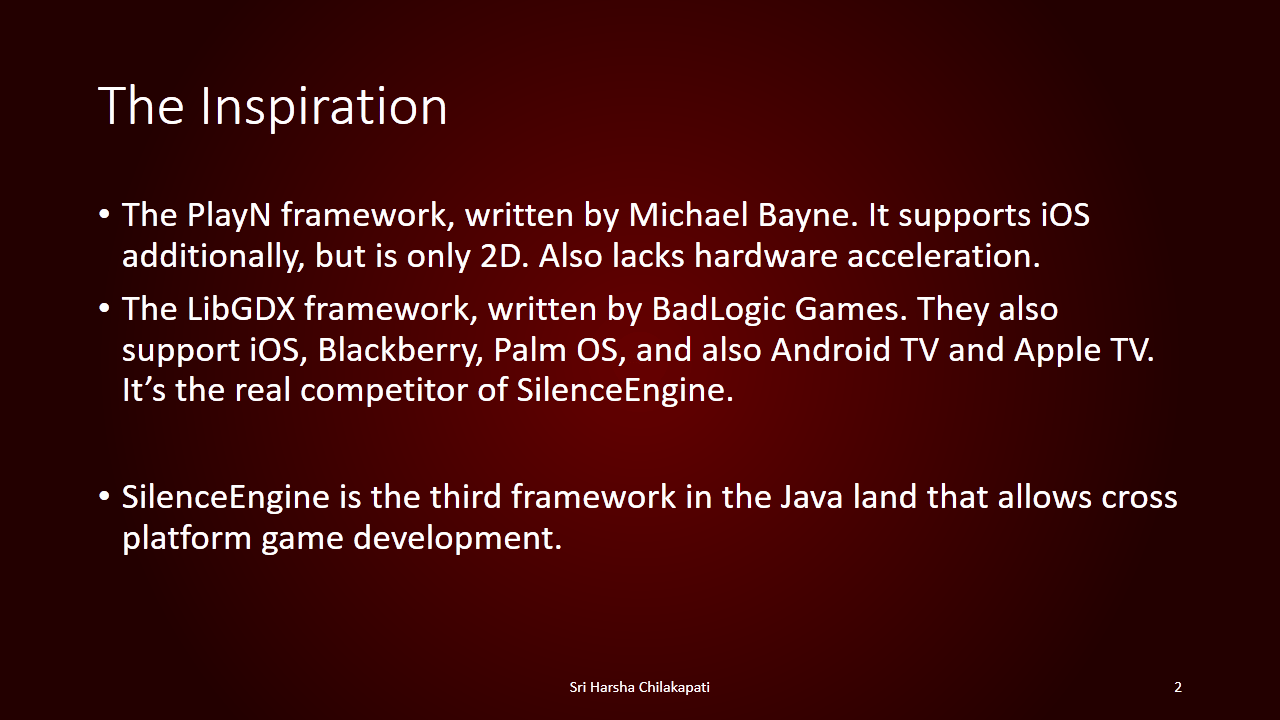 The Inspiration
• The PlayN framework, written by Michael Bayne. It supports iOS
additionally, but is only 2D. Also lacks hardware acceleration.
• The LibGDX framework, written by BadLogic Games. They also
support iOS, Blackberry, Palm OS, and also Android TV and Apple TV.
It’s the real competitor of SilenceEngine.
• SilenceEngine is the third framework in the Java land that allows cross
platform game development.
Sri Harsha Chilakapati
2